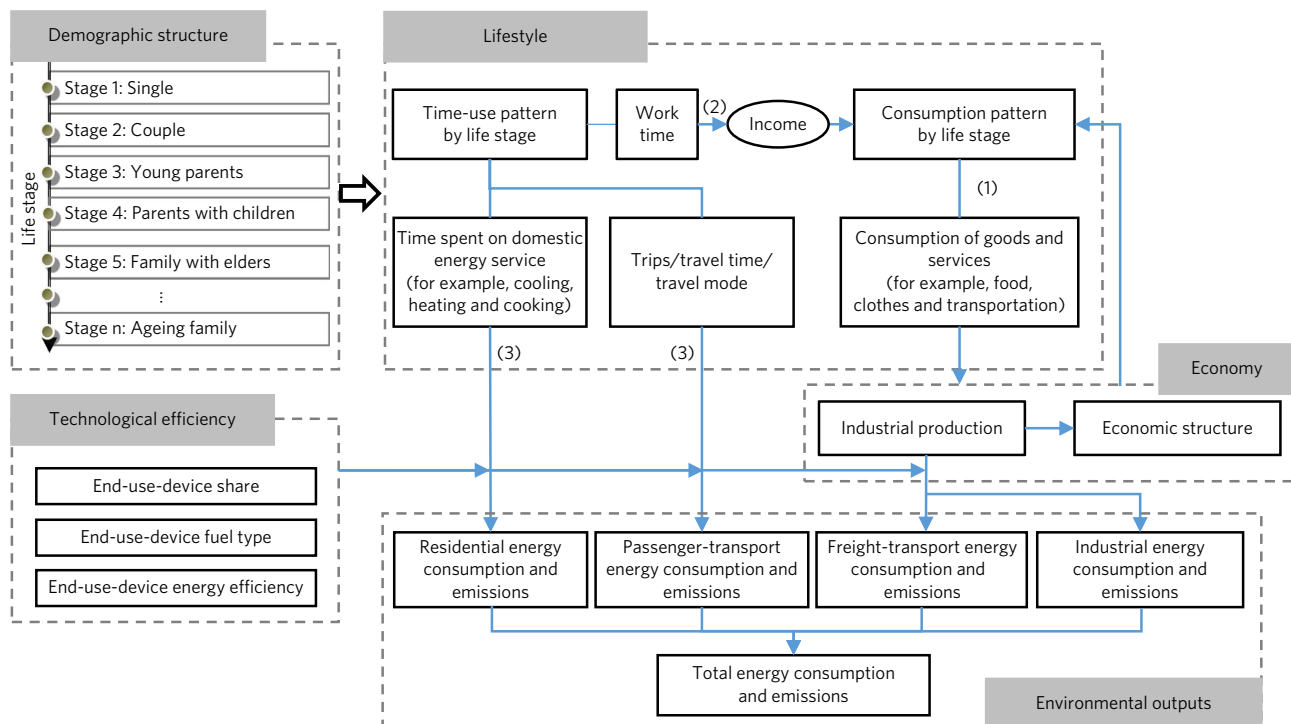 Demographic structure
Life stage
Stage 1: Single
Stage 2: Couple
Stage 3: Young parents
Stage 4: Parents with children
Stage 5: Family with elders
⋮
Stage n: Ageing family
Lifestyle
Time-use pattern
by life stage
Work
time
(2)
Income
Consumption pattern
by life stage
(1)
Time spent on domestic
energy service
(for example, cooling,
heating and cooking)
Trips/travel time/
travel mode
Consumption of goods and
services
(for example, food,
clothes and transportation)
(3)
(3)
Economy
Industrial production
Economic structure
Technological efficiency
End-use-device share
End-use-device fuel type
End-use-device energy efficiency
Residential energy
consumption and
emissions
Passenger-transport
energy consumption and
emissions
Freight-transport energy
consumption and
emissions
Industrial energy
consumption and
emissions
Total energy consumption
and emissions
Environmental outputs